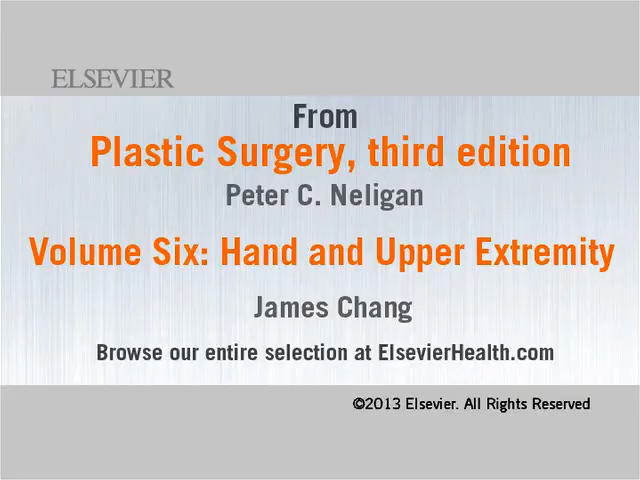 ELSEVIER
From
Plastic Surgery, third edition
Peter C. Neligan
Volume Six: Hand and Upper Extremity
James Chang
Browse our entire selection at ElsevierHealth.com
©2013 Elsevier. All Rights Reserved